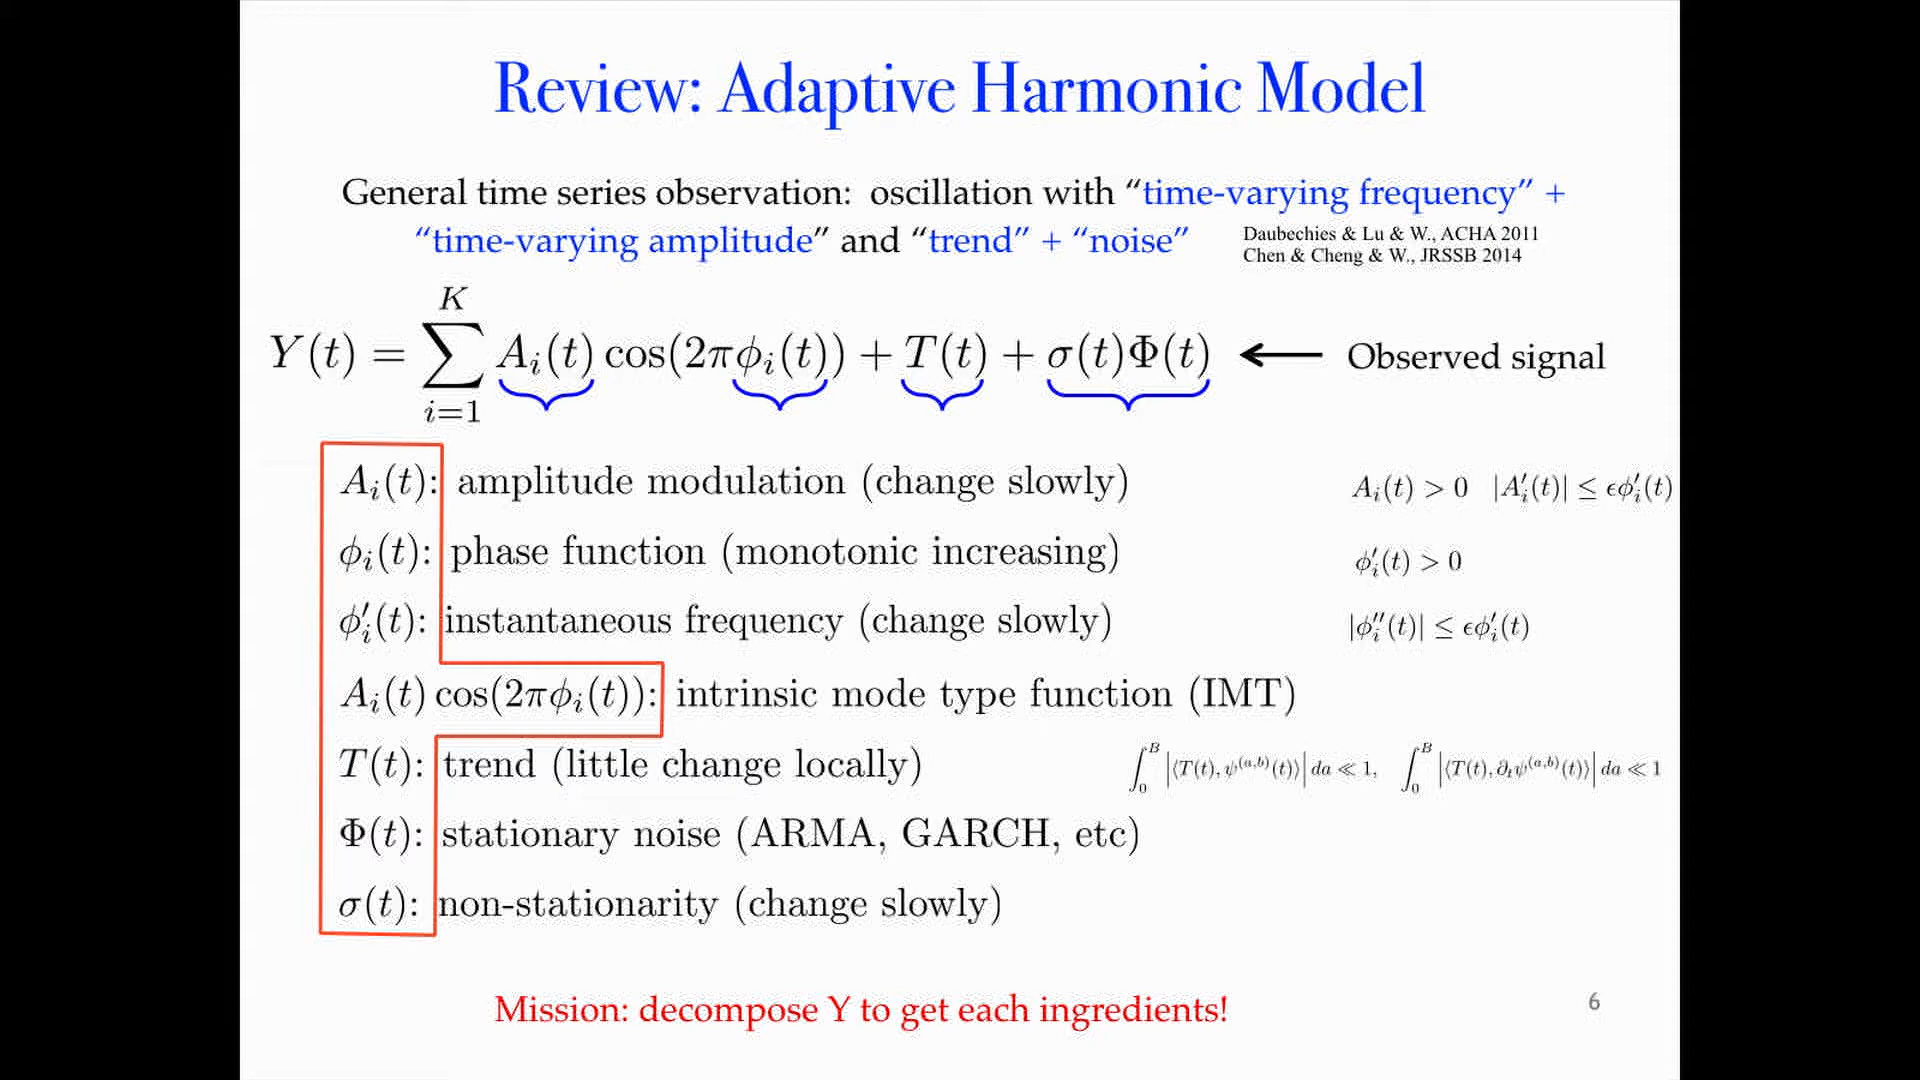 Review: Adaptive Harmonic Model
General time series observation:  oscillation with “time-varying frequency” +
“time-varying amplitude” and “trend” + “noise”
Daubechies & Lu & W., ACHA 2011
Chen & Cheng & W., JRSSB 2014
Y(t) = ∑_{i=1}^{K} A_i(t) cos(2πϕ_i(t)) + T(t) + σ(t)Φ(t) ← Observed signal
A_i(t): amplitude modulation (change slowly) A_i(t) > 0 |A_i′(t)| ≤ ϵϕ_i′(t)
ϕ_i(t): phase function (monotonic increasing) ϕ_i′(t) > 0
ϕ_i′(t): instantaneous frequency (change slowly) |ϕ_i″(t)| ≤ ϵϕ_i′(t)
A_i(t) cos(2πϕ_i(t)): intrinsic mode type function (IMT)
T(t): trend (little change locally) ∫_0^B |⟨T(t), ψ^{(a,b)}(t)⟩| da ≪ 1, ∫_0^B |⟨T(t), ∂_tψ^{(a,b)}(t)⟩| da ≪ 1
Φ(t): stationary noise (ARMA, GARCH, etc)
σ(t): non-stationarity (change slowly)
Mission: decompose Y to get each ingredients!
6